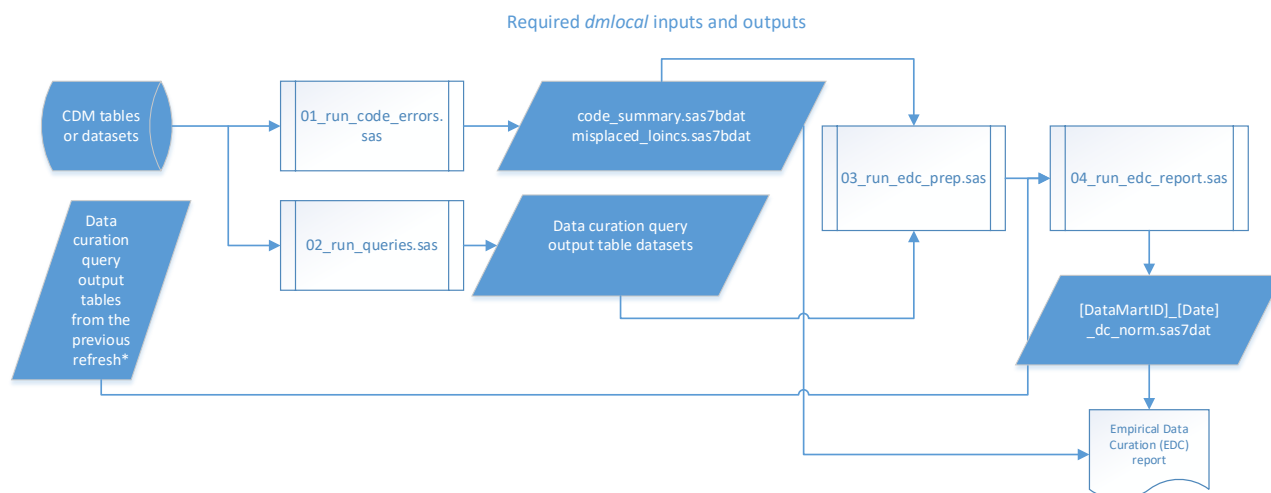 Required dmlocal inputs and outputs
CDM tables
or datasets
01_run_code_errors.
sas
code_summary.sas7bdat
misplaced_loincs.sas7bdat
03_run_edc_prep.sas
04_run_edc_report.sas
Data
curation
query
output
tables
from the
previous
refresh*
02_run_queries.sas
Data curation query
output table datasets
[DataMartID]_[Date]
_dc_norm.sas7dat
Empirical Data
Curation (EDC)
report